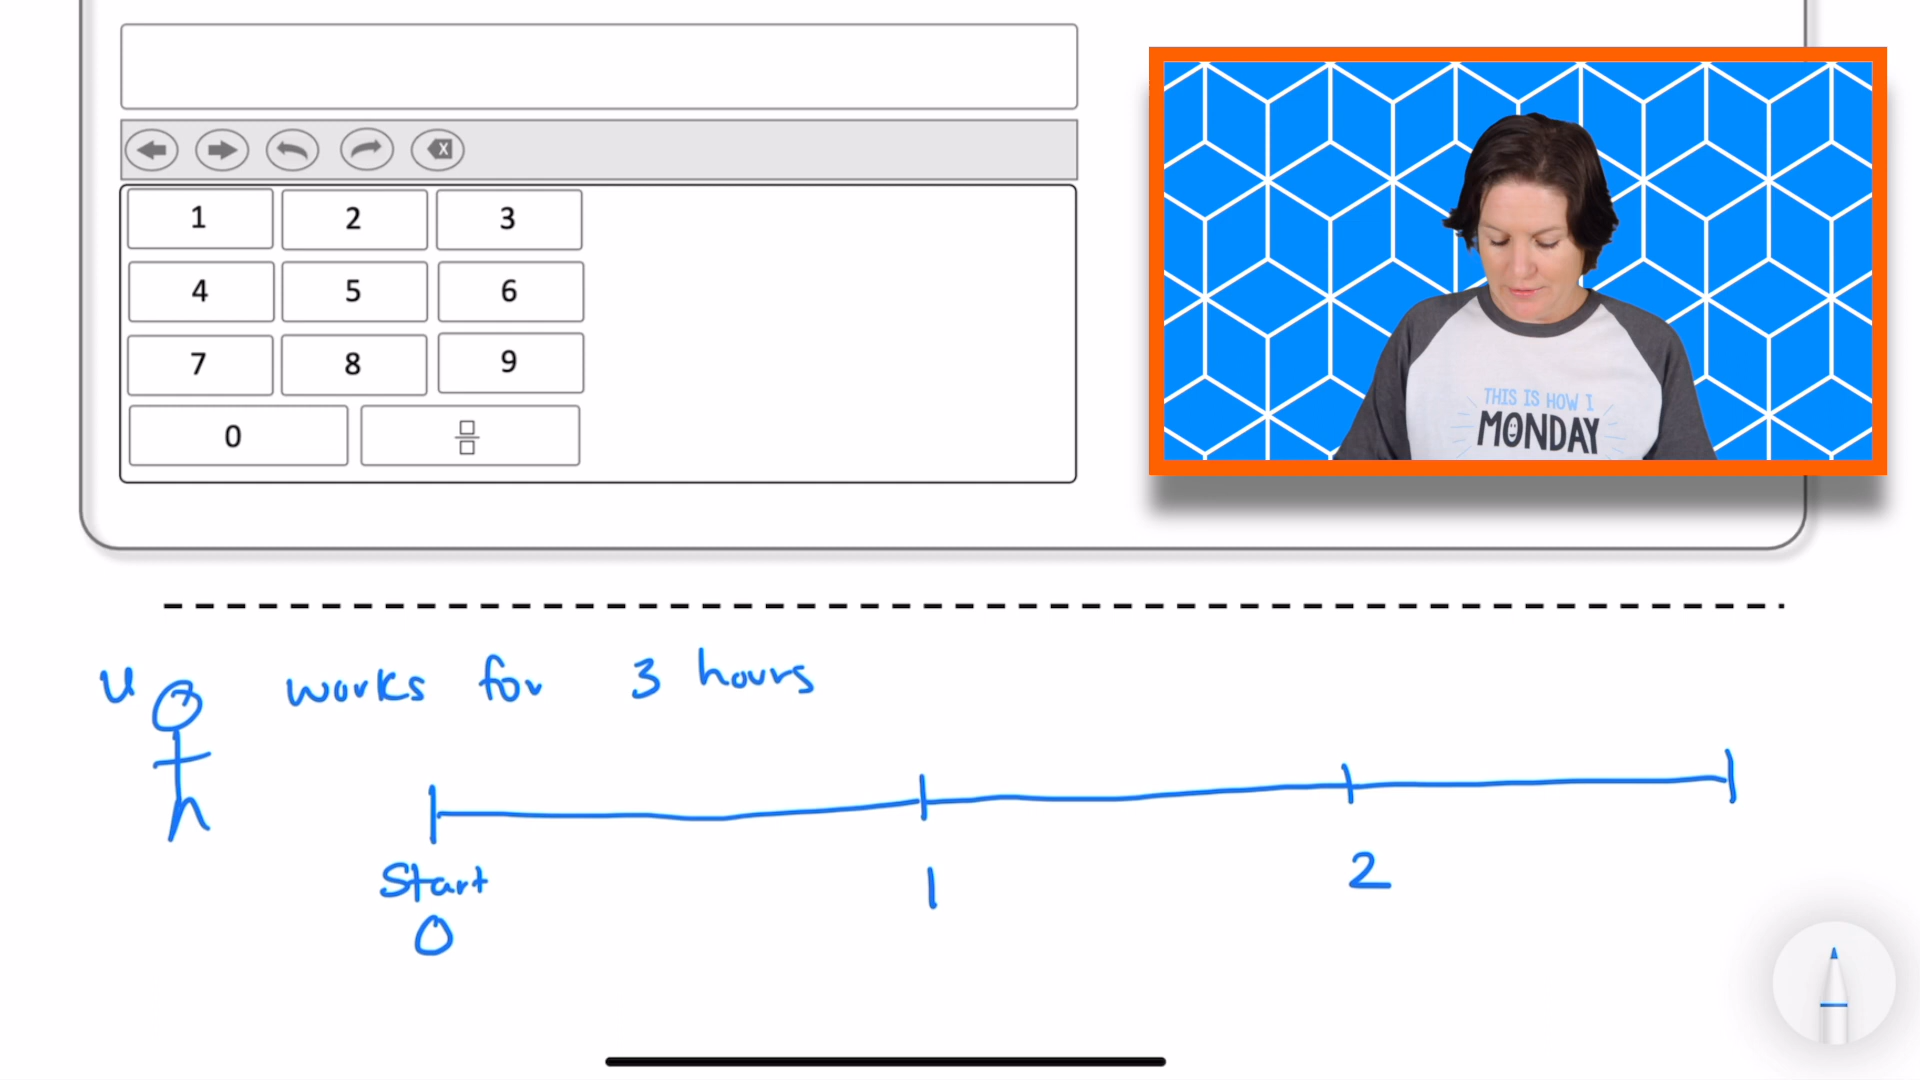 1 2 3
4 5 6
7 8 9
0
THIS IS HOW I
MONDAY
works for 3 hours
Start 1 2
0